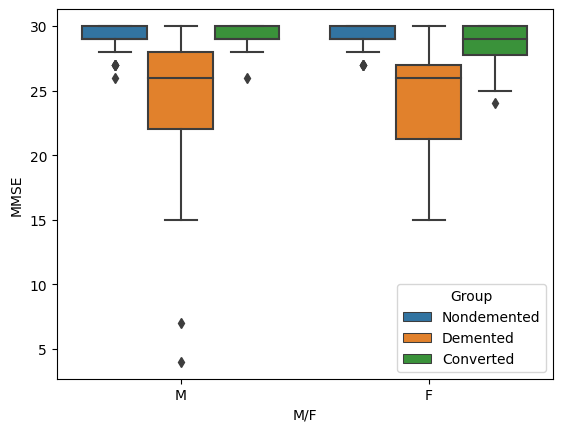 30
25
20
15
10
5
MMSE
M
F
M/F
Group
Nondemented
Demented
Converted